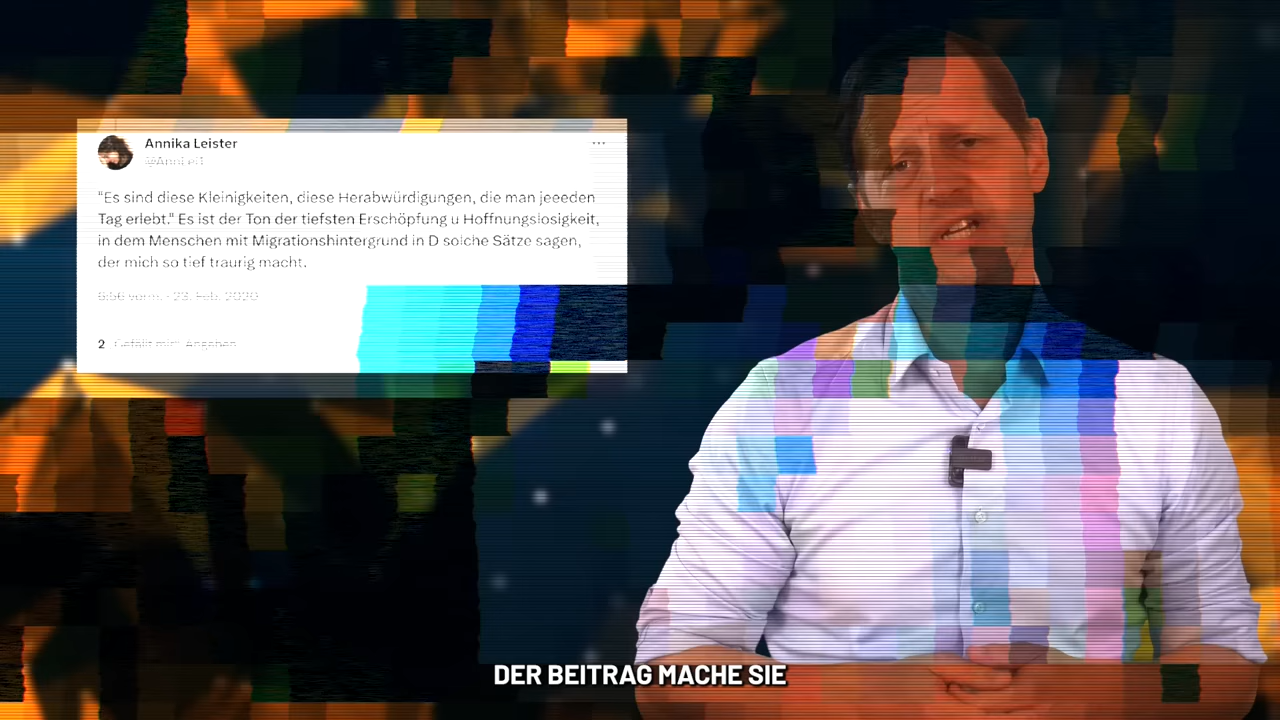 Annika Leister
"Es sind diese Kleinigkeiten, diese Herabwürdigungen, die man jeeeden
Tag erlebt." Es ist der Ton der tiefsten Erschöpfung u Hoffnungslosigkeit,
in dem Menschen mit Migrationshintergrund in D solche Sätze sagen,
der mich so tief traurig macht.
2
DER BEITRAG MACHE SIE